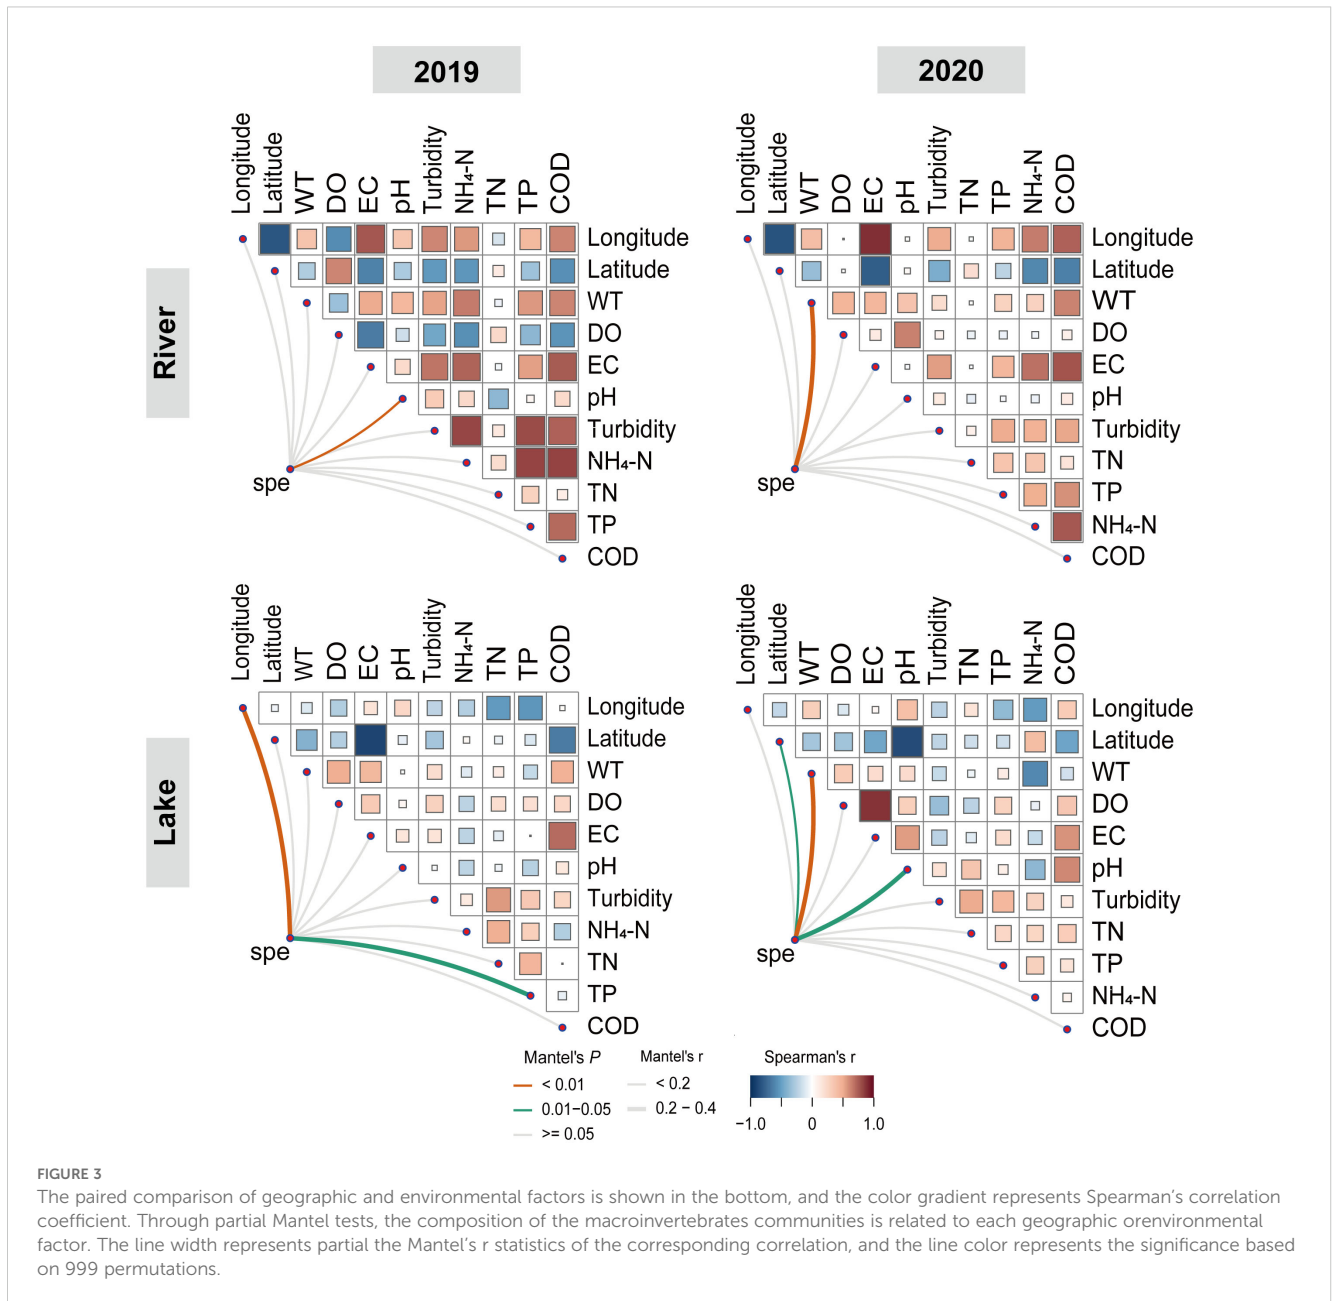 2019
2020
River
Longitude
Latitude
WT
DO
EC
pH
Turbidity
NH₄-N
TN
TP
COD
Longitude
Latitude
WT
DO
EC
pH
Turbidity
NH₄-N
TN
TP
COD
spe
Longitude
Latitude
WT
DO
EC
pH
Turbidity
TN
TP
NH₄-N
COD
Longitude
Latitude
WT
DO
EC
pH
Turbidity
TN
TP
NH₄-N
COD
spe
Lake
Longitude
Latitude
WT
DO
EC
pH
Turbidity
NH₄-N
TN
TP
COD
Longitude
Latitude
WT
DO
EC
pH
Turbidity
NH₄-N
TN
TP
COD
spe
Longitude
Latitude
WT
DO
EC
pH
Turbidity
TN
TP
NH₄-N
COD
Longitude
Latitude
WT
DO
EC
pH
Turbidity
TN
TP
NH₄-N
COD
spe
Mantel's P
< 0.01
0.01−0.05
>= 0.05
Mantel's r
< 0.2
0.2 − 0.4
Spearman's r
−1.0 0 1.0
FIGURE 3
The paired comparison of geographic and environmental factors is shown in the bottom, and the color gradient represents Spearman's correlation
coefficient. Through partial Mantel tests, the composition of the macroinvertebrates communities is related to each geographic orenvironmental
factor. The line width represents partial the Mantel's r statistics of the corresponding correlation, and the line color represents the significance based
on 999 permutations.